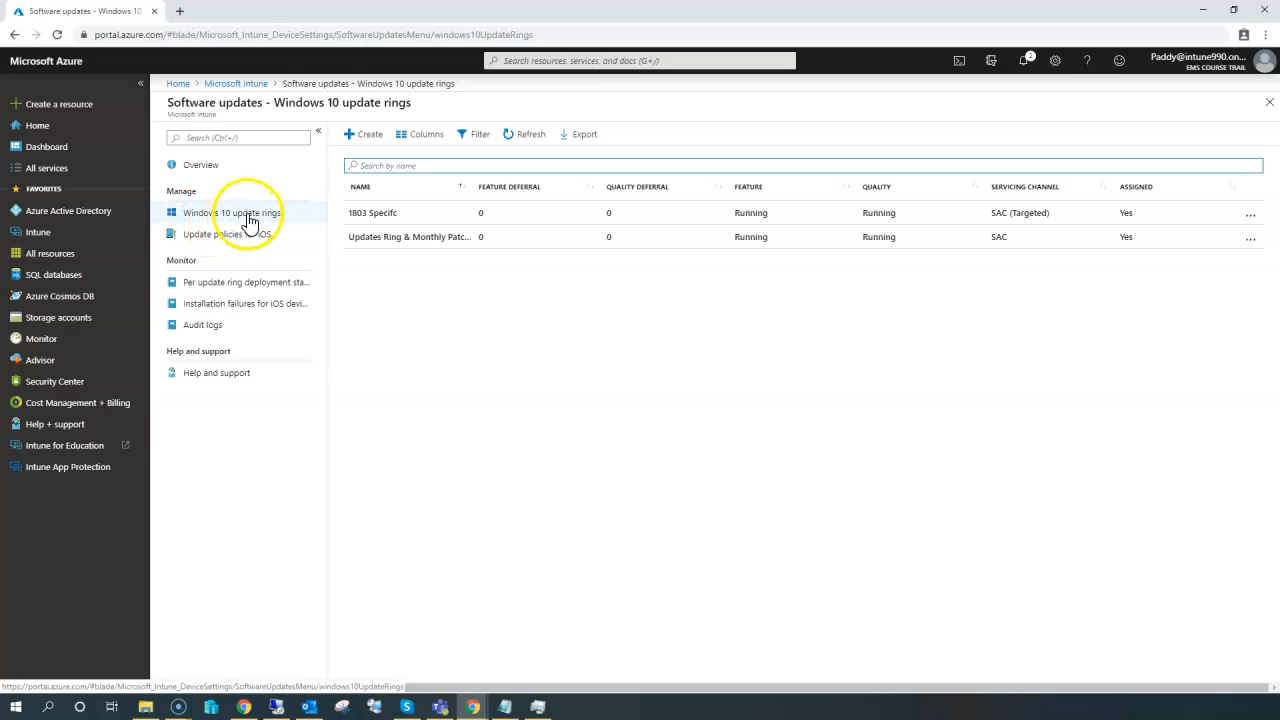 Software updates - Windows 10
portal.azure.com/#blade/Microsoft_Intune_DeviceSettings/SoftwareUpdatesMenu/windows10UpdateRings
Microsoft Azure
Search resources, services, and docs (G+/)
2
Paddy@intune990.on...
EMS COURSE TRAIL
Home > Microsoft Intune > Software updates - Windows 10 update rings
Software updates - Windows 10 update rings
Microsoft Intune
Create a resource
Home
Dashboard
All services
FAVORITES
Azure Active Directory
Intune
All resources
SQL databases
Azure Cosmos DB
Storage accounts
Monitor
Advisor
Security Center
Cost Management + Billing
Help + support
Intune for Education
Intune App Protection
Search (Ctrl+/)
Overview
Manage
Windows 10 update rings
Update policies iOS
Monitor
Per update ring deployment sta...
Installation failures for iOS devi...
Audit logs
Help and support
Help and support
Create Columns Filter Refresh Export
Search by name
NAME FEATURE DEFERRAL QUALITY DEFERRAL FEATURE QUALITY SERVICING CHANNEL ASSIGNED
1803 Specifc 0 0 Running Running SAC (Targeted) Yes ...
Updates Ring & Monthly Patc... 0 0 Running Running SAC Yes ...
https://portal.azure.com/#blade/Microsoft_Intune_DeviceSettings/SoftwareUpdatesMenu/windows10UpdateRings